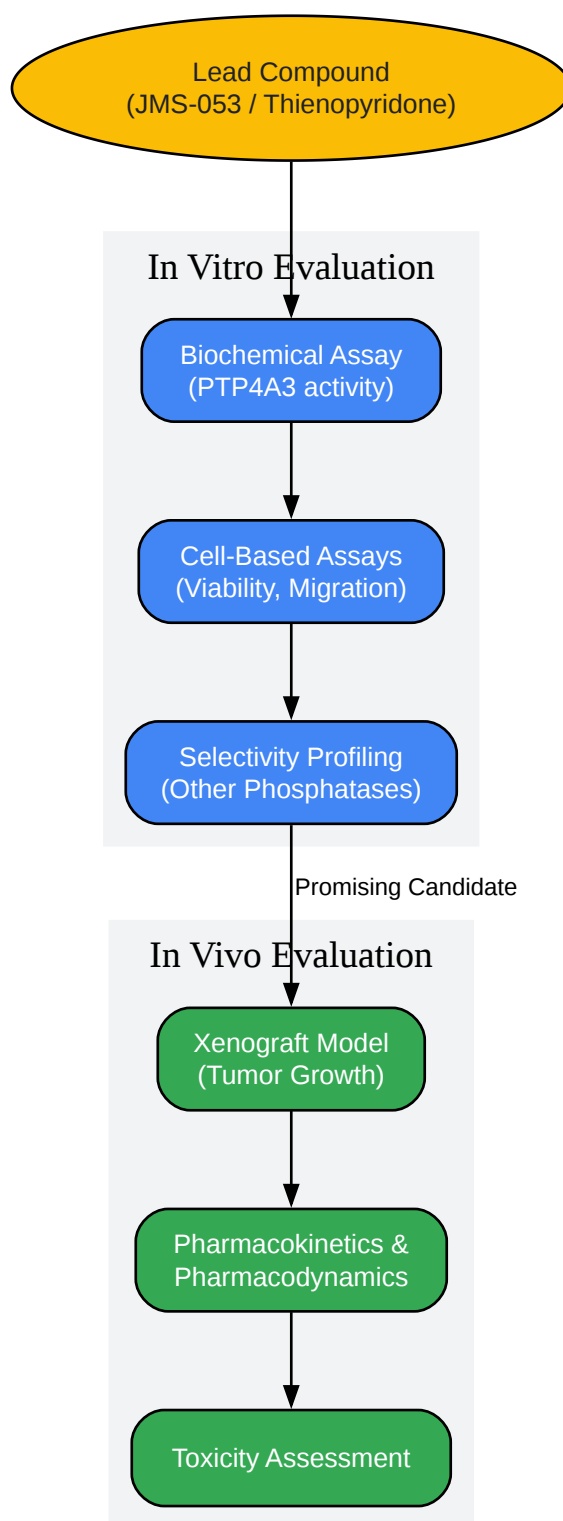 Lead Compound
(JMS-053 / Thienopyridone)
In Vitro Evaluation
Biochemical Assay
(PTP4A3 activity)
Cell-Based Assays
(Viability, Migration)
Selectivity Profiling
(Other Phosphatases)
Promising Candidate
In Vivo Evaluation
Xenograft Model
(Tumor Growth)
Pharmacokinetics &
Pharmacodynamics
Toxicity Assessment